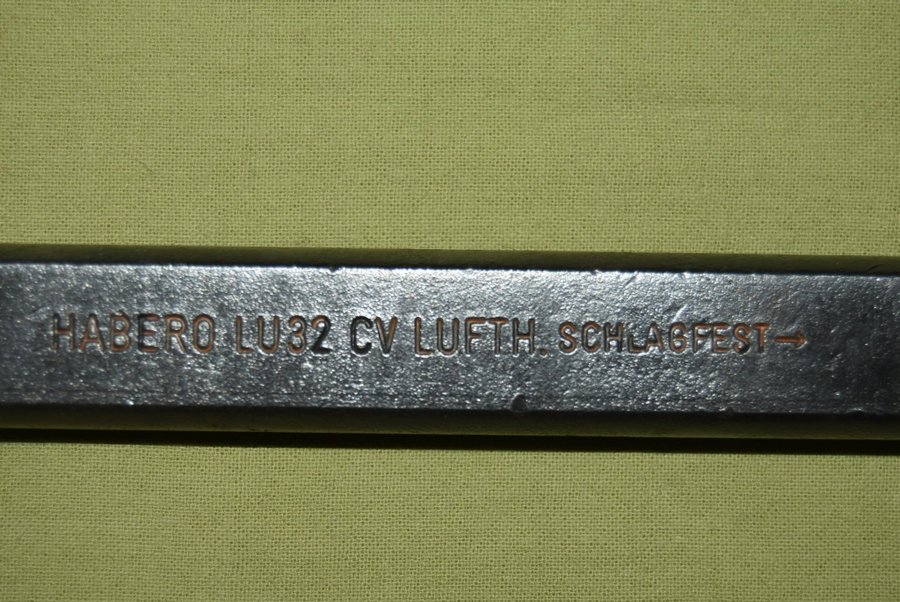 HABERO LU32 CV LUFTH. SCHLAGFEST→